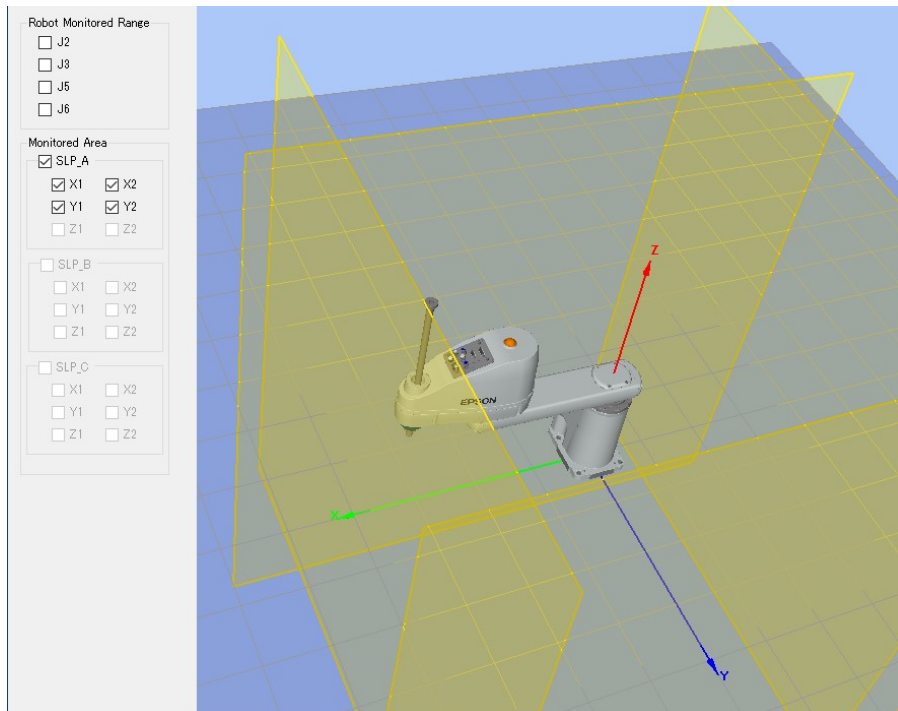 Robot Monitored Range
J2
J3
J5
J6
Monitored Area
SLP_A
X1 X2
Y1 Y2
Z1 Z2
SLP_B
X1 X2
Y1 Y2
Z1 Z2
SLP_C
X1 X2
Y1 Y2
Z1 Z2
Z
EPSON
X
Y